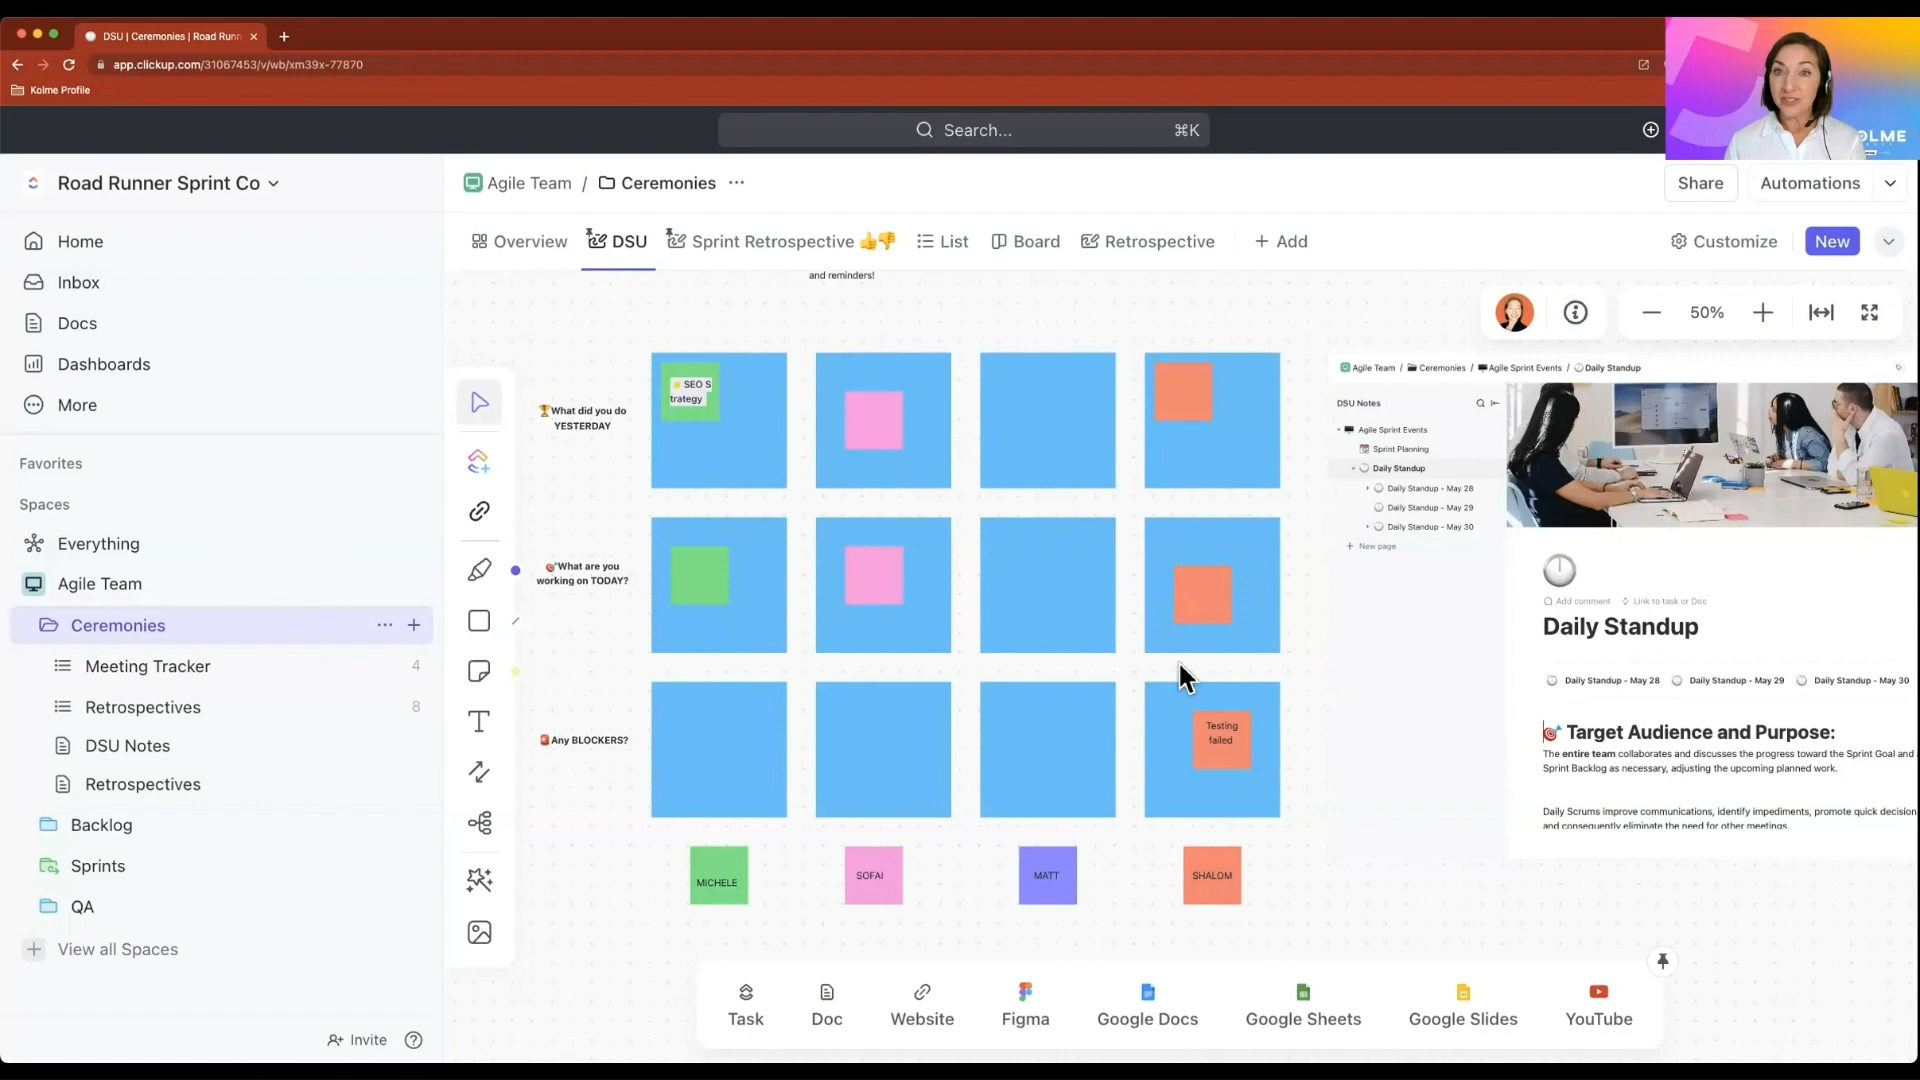 DSU | Ceremonies | Road Runn
app.clickup.com/31067453/v/wb/xm39x-77870
Kolme Profile
Search...
⌘K
OLME
Road Runner Sprint Co
Home
Inbox
Docs
Dashboards
More
Favorites
Spaces
Everything
Agile Team
Ceremonies
Meeting Tracker 4
Retrospectives 8
DSU Notes
Retrospectives
Backlog
Sprints
QA
View all Spaces
Invite
Agile Team / Ceremonies
Share
Automations
Overview
DSU
Sprint Retrospective 👍👎
List
Board
Retrospective
+ Add
Customize
New
and reminders!
50%
🏆What did you do
YESTERDAY
SEO S
trategy
🎯What are you
working on TODAY?
🚨Any BLOCKERS?
Testing
failed
MICHELE
SOFAI
MATT
SHALOM
Agile Team / Ceremonies / Agile Sprint Events / Daily Standup
DSU Notes
Agile Sprint Events
Sprint Planning
Daily Standup
Daily Standup - May 28
Daily Standup - May 29
Daily Standup - May 30
+ New page
Add comment
Link to task or Doc
Daily Standup
Daily Standup - May 28
Daily Standup - May 29
Daily Standup - May 30
🎯 Target Audience and Purpose:
The entire team collaborates and discusses the progress toward the Sprint Goal and
Sprint Backlog as necessary, adjusting the upcoming planned work.
Daily Scrums improve communications, identify impediments, promote quick decision
and consequently eliminate the need for other meetings.
Task
Doc
Website
Figma
Google Docs
Google Sheets
Google Slides
YouTube